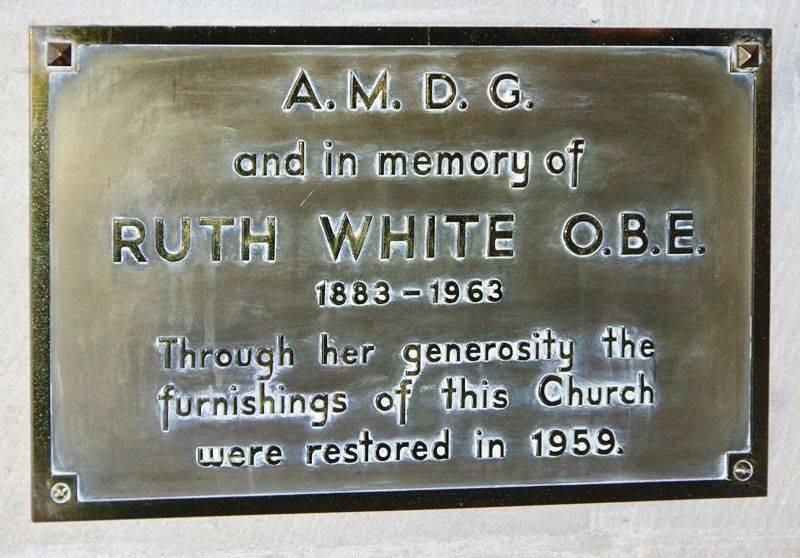 A. M. D. G.
and in memory of
RUTH WHITE O.B.E.
1883 - 1963
Through her generosity the
furnishings of this Church
were restored in 1959.